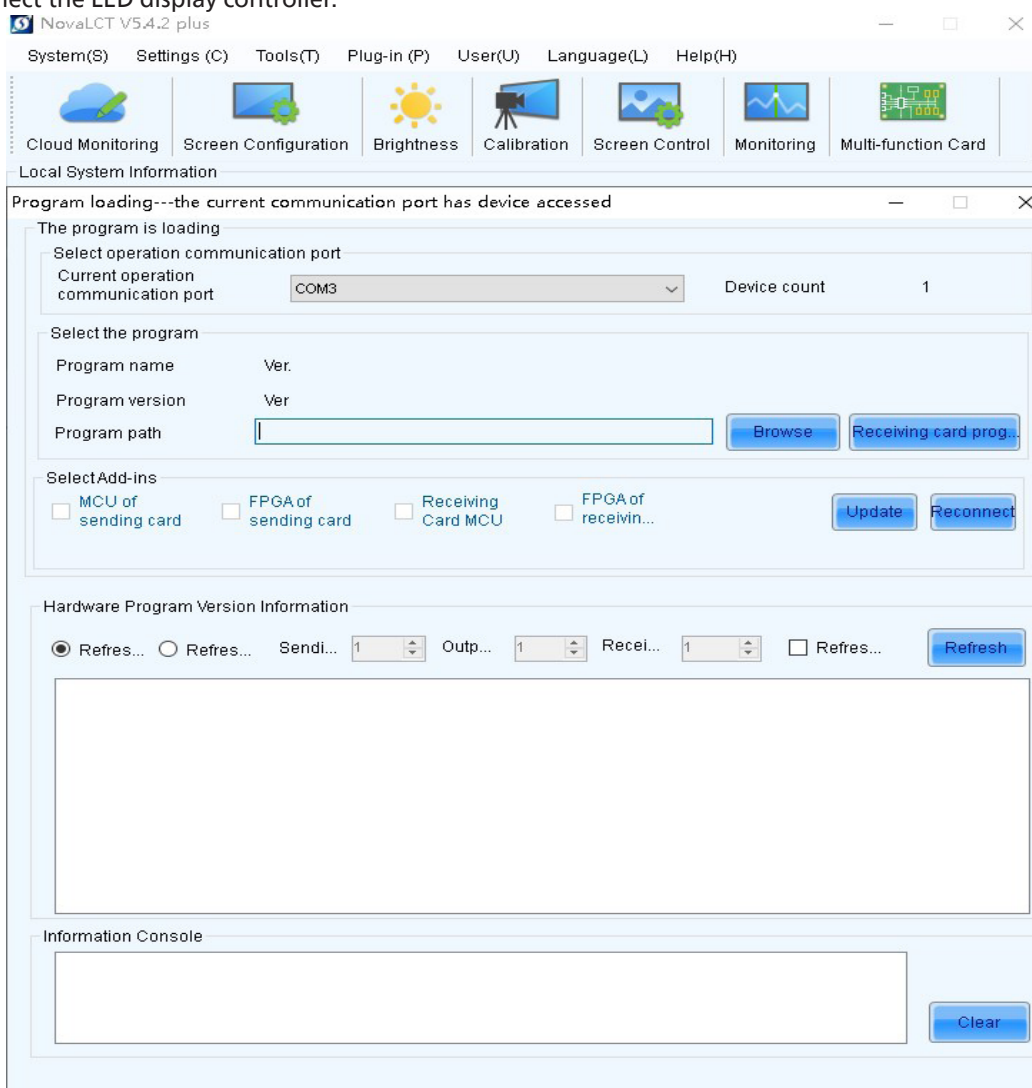 lect the LED display controller.
NovaLCT V5.4.2 plus
System(S) Settings (C) Tools(T) Plug-in (P) User(U) Language(L) Help(H)
Cloud Monitoring Screen Configuration Brightness Calibration Screen Control Monitoring Multi-function Card
Local System Information
Program loading---the current communication port has device accessed
The program is loading
Select operation communication port
Current operation
communication port COM3 Device count 1
Select the program
Program name Ver.
Program version Ver
Program path Browse Receiving card prog...
Select Add-ins
MCU of
sending card
FPGA of
sending card
Receiving
Card MCU
FPGA of
receivin...
Update Reconnect
Hardware Program Version Information
Refres... Refres... Sendi... 1 Outp... 1 Recei... 1 Refres... Refresh
Information Console
Clear